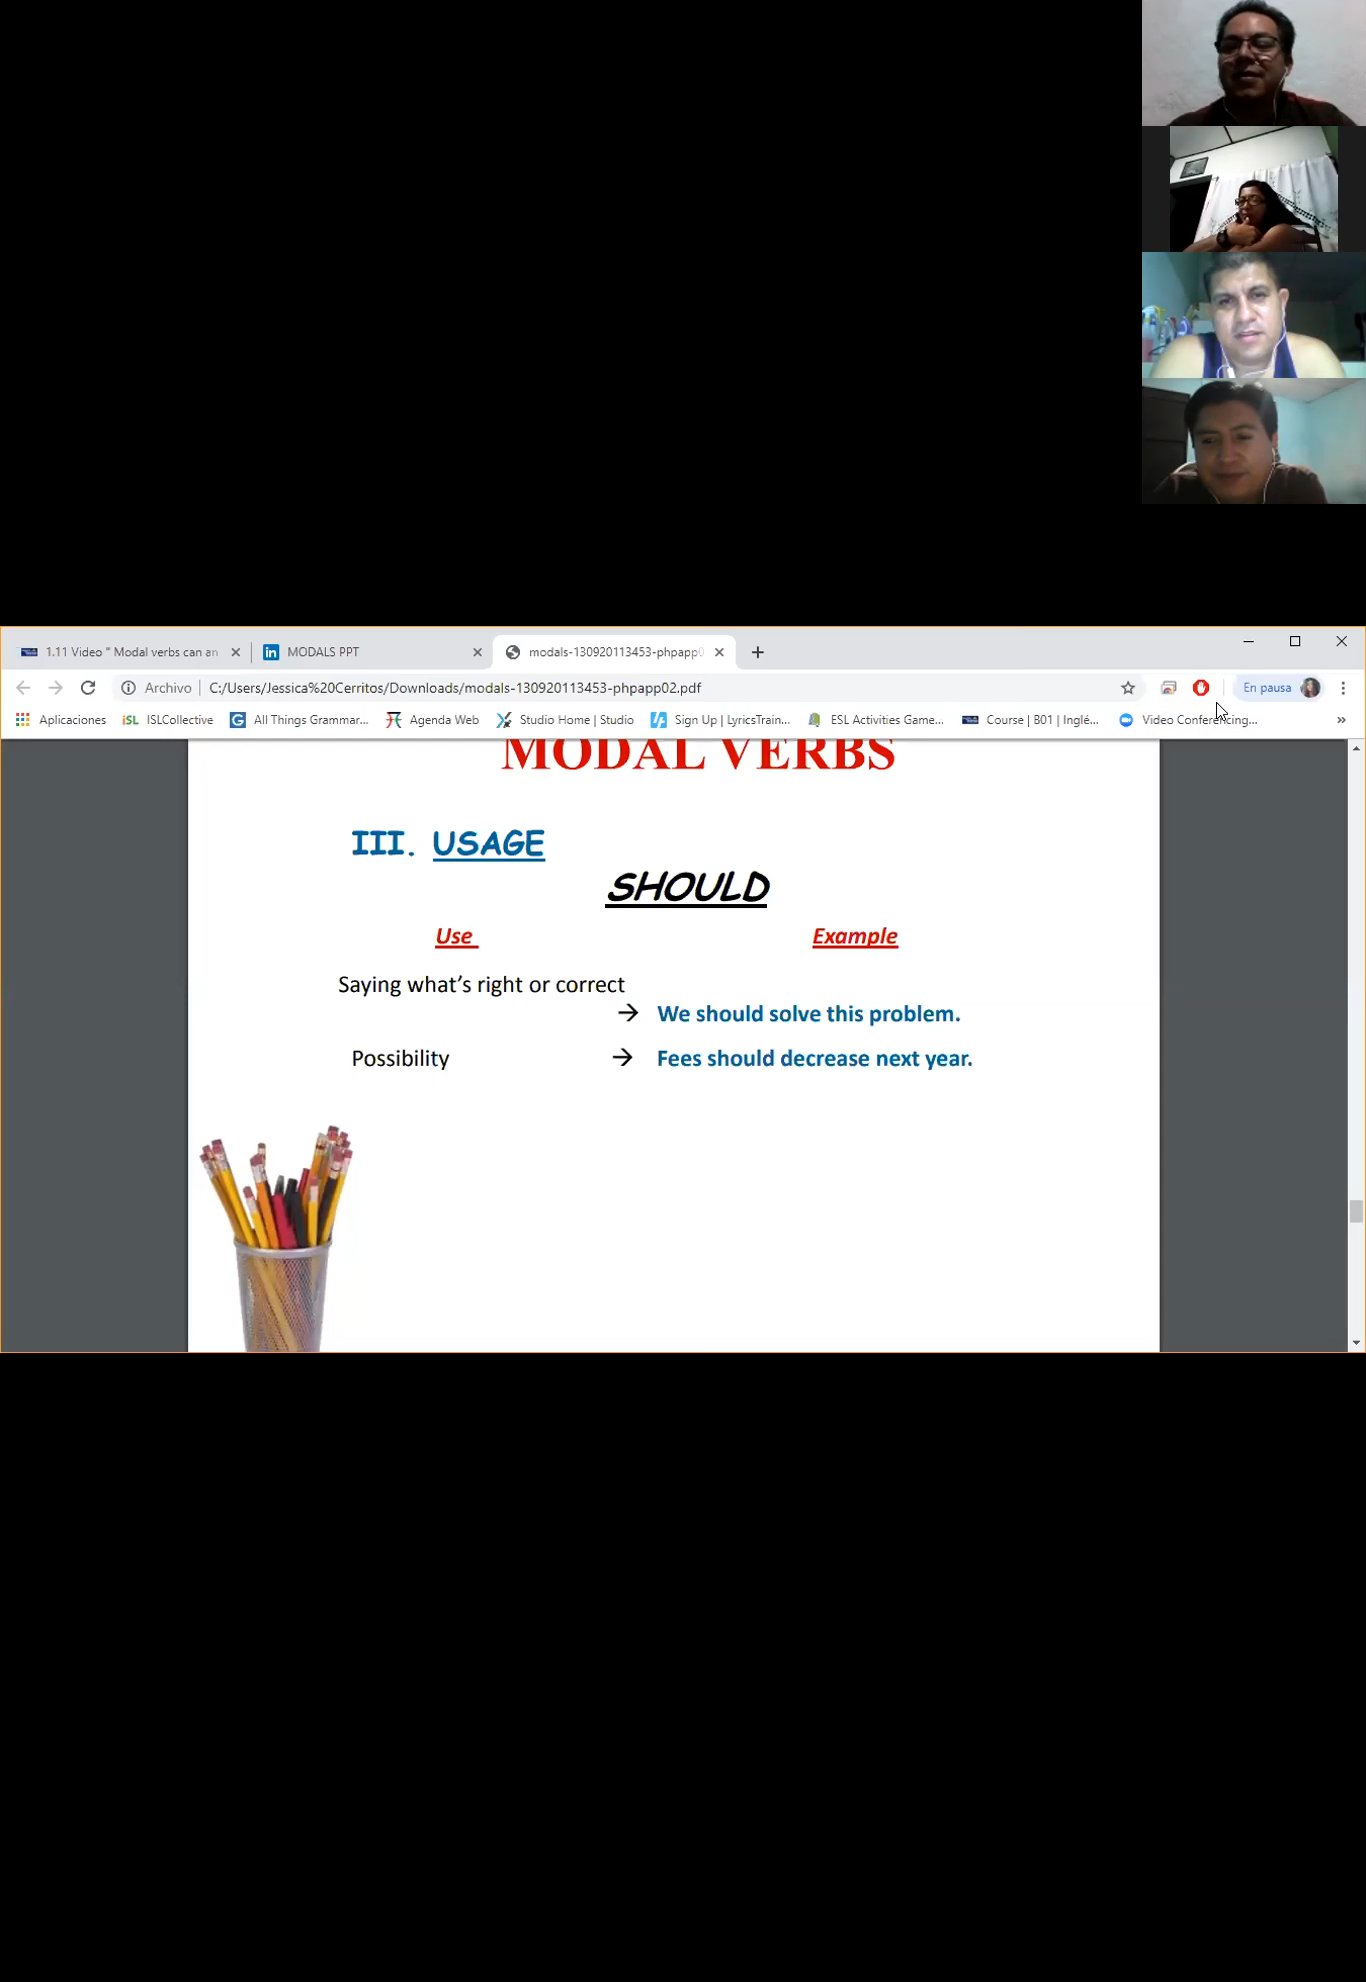 1.11 Video " Modal verbs can an
MODALS PPT
modals-130920113453-phpapp0
Archivo
C:/Users/Jessica%20Cerritos/Downloads/modals-130920113453-phpapp02.pdf
En pausa
Aplicaciones
iSL ISLCollective
G All Things Grammar...
Agenda Web
Studio Home | Studio
Sign Up | LyricsTrain...
ESL Activities Game...
Course | B01 | Inglé...
Video Conferencing...
»
MODAL VERBS
III. USAGE
SHOULD
Use
Example
Saying what's right or correct
→ We should solve this problem.
Possibility → Fees should decrease next year.